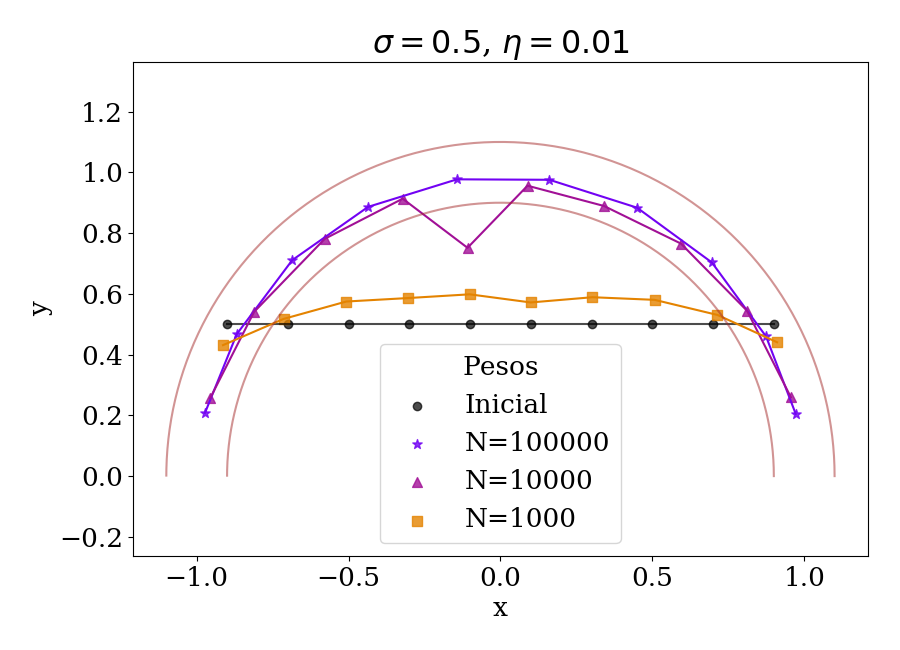 σ = 0.5, η = 0.01
1.2
1.0
0.8
0.6
0.4
0.2
0.0
−0.2
y
Pesos
Inicial
N=100000
N=10000
N=1000
−1.0 −0.5 0.0 0.5 1.0
x